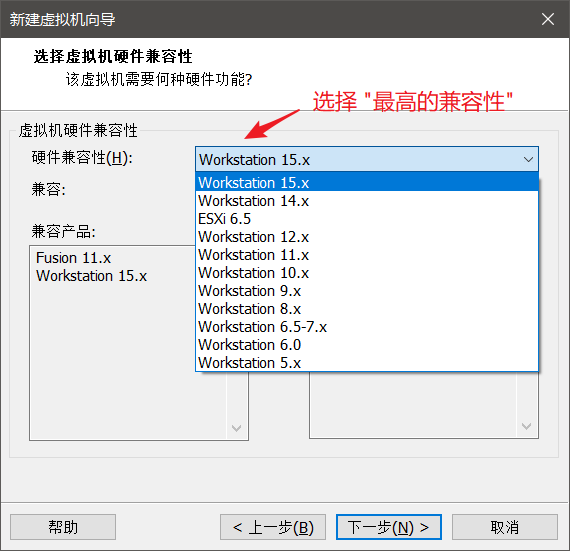 新建虚拟机向导
选择虚拟机硬件兼容性
该虚拟机需要何种硬件功能?
选择 "最高的兼容性"
虚拟机硬件兼容性
硬件兼容性(H):
Workstation 15.x
兼容:
Workstation 15.x
Workstation 14.x
ESXi 6.5
Workstation 12.x
Workstation 11.x
Workstation 10.x
Workstation 9.x
Workstation 8.x
Workstation 6.5-7.x
Workstation 6.0
Workstation 5.x
兼容产品:
Fusion 11.x
Workstation 15.x
帮助
< 上一步(B)
下一步(N) >
取消